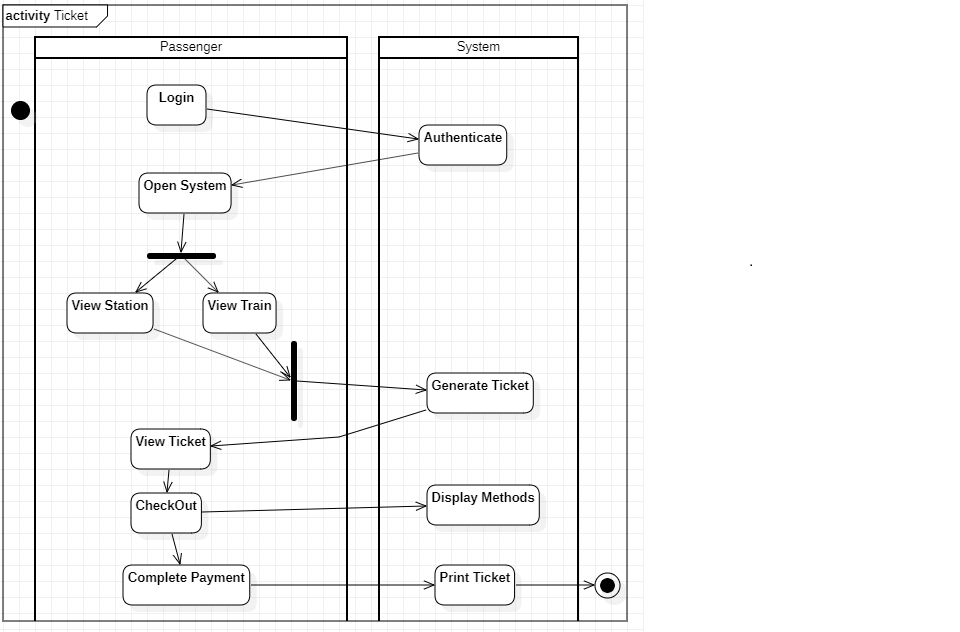 activity Ticket
Passenger
System
Login
Authenticate
Open System
View Station
View Train
Generate Ticket
View Ticket
CheckOut
Display Methods
Complete Payment
Print Ticket